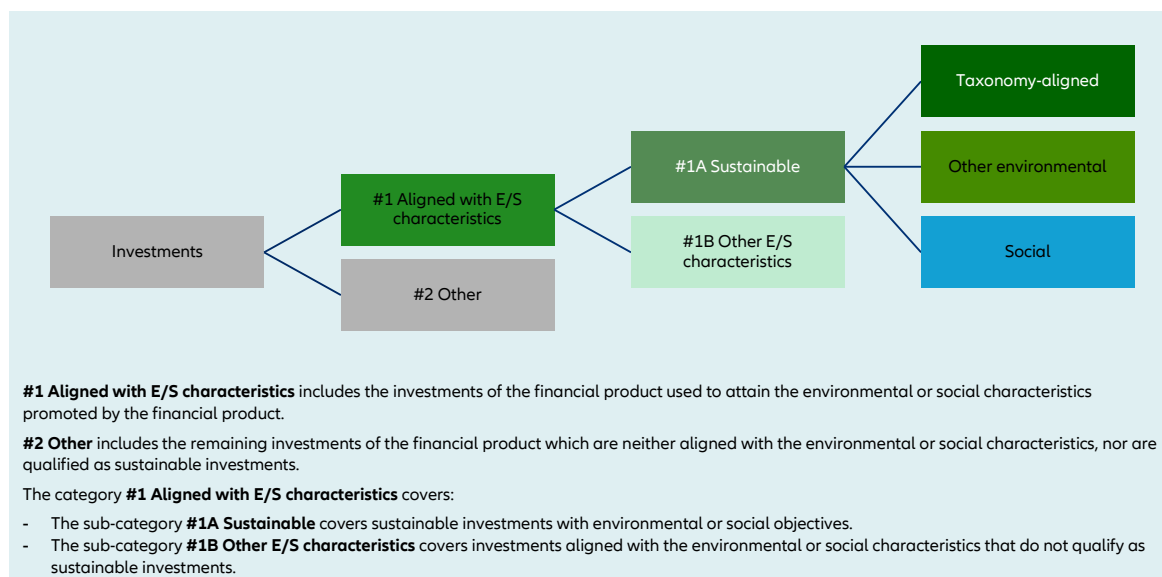 Taxonomy-aligned
#1A Sustainable
Other environmental
#1 Aligned with E/S
characteristics
Investments
#1B Other E/S
characteristics
Social
#2 Other
#1 Aligned with E/S characteristics includes the investments of the financial product used to attain the environmental or social characteristics
promoted by the financial product.
#2 Other includes the remaining investments of the financial product which are neither aligned with the environmental or social characteristics, nor are
qualified as sustainable investments.
The category #1 Aligned with E/S characteristics covers:
- The sub-category #1A Sustainable covers sustainable investments with environmental or social objectives.
- The sub-category #1B Other E/S characteristics covers investments aligned with the environmental or social characteristics that do not qualify as
sustainable investments.